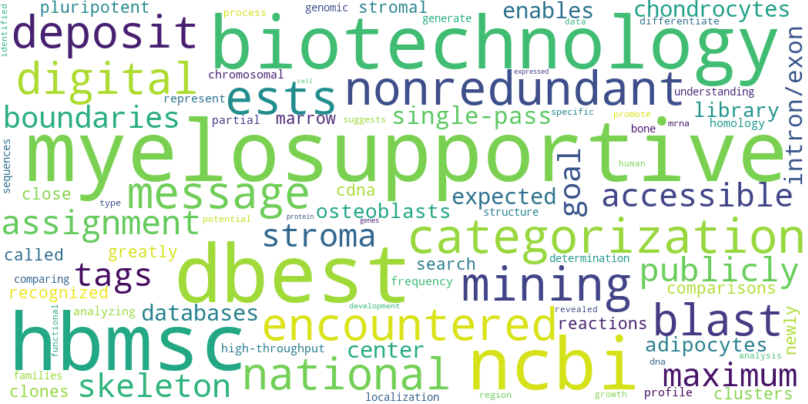 identified
pluripotent
process
genomic
stromal
enables
chondrocytes
deposit
biotechnology
generate
data
differentiate
intron/exon
digital
chromosomal
cell
expressed
nonredundant
understanding
represent
ests
boundaries
partial
marrow
single-pass
promote
library
suggests
specific
bone
mrna
homology
myelosupportive
sequences
human
close
type
message
cdna
expected
goal
accessible
assignment
potential
osteoblasts
structure
protein
genes
stroma
categorization
called
greatly
dbest
search
determination
publicly
comparing
tags
mining
frequency
recognized
analyzing
comparisons
development
hbmsc
functional
databases
encountered
revealed
reactions
blast
newly
ncbi
adipocytes
high-throughput
center
dna
analysis
families
skeleton
national
maximum
clones
localization
region
growth
profile
clusters